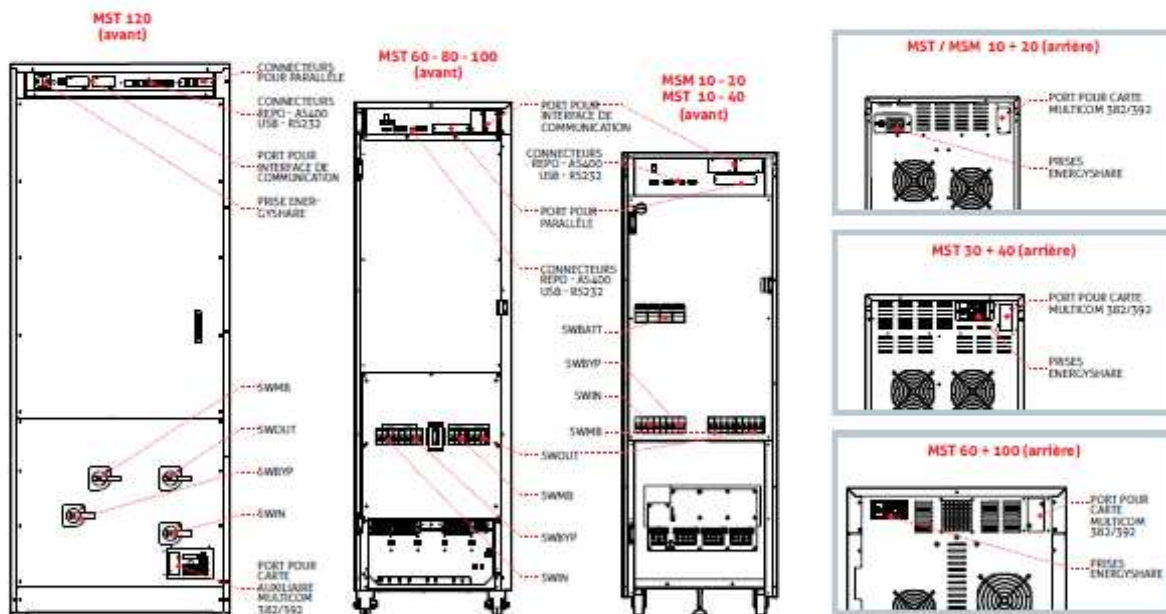 MST 120
(avant)
CONNECTEURS
POUR PARALLÈLE
CONNECTEURS
REPO - AS400
USB - RS232
PORT POUR
INTERFACE DE
COMMUNICATION
PRISE ENER-
GYSHARE
SWMB
SWOUT
SWBYP
SWIN
PORT POUR
CARTE
AUXILIAIRE
MULTICOM
382/392
MST 60 - 80 - 100
(avant)
PORT POUR
INTERFACE DE
COMMUNICATION
CONNECTEURS
REPO - AS400
USB - RS232
PORT POUR
PARALLÈLE
CONNECTEURS
REPO - AS400
USB - RS232
SWBATT
SWBYP
SWIN
SWMB
SWOUT
SWMB
SWBYP
SWIN
MSM 10 - 20
MST 10 - 40
(avant)
MST / MSM 10 ÷ 20 (arrière)
PORT POUR CARTE
MULTICOM 382/392
PRISES
ENERGYSHARE
MST 30 ÷ 40 (arrière)
PORT POUR CARTE
MULTICOM 382/392
PRISES
ENERGYSHARE
MST 60 ÷ 100 (arrière)
PORT POUR
CARTE
MULTICOM
382/392
PRISES
ENERGYSHARE